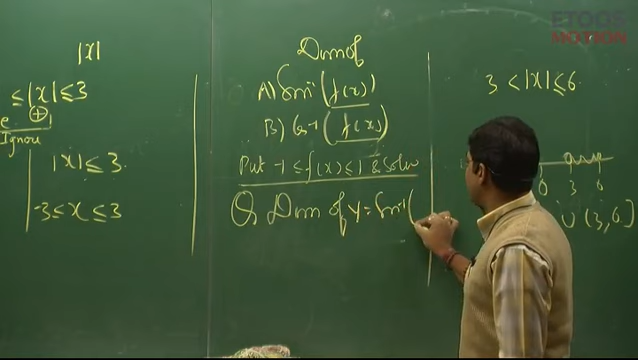 |x|
≤|x|≤3
e ⊕
Ignore
|x|≤3.
-3≤x≤3
Dom of
A) Sin⁻¹(f(x))
B) Cos⁻¹(f(x))
Put -1≤f(x)≤1 & Solve
Q. Dom of y=Sin⁻¹(
3<|x|≤6
0 3 6
∪(3,6]
ETOOS
MOTION